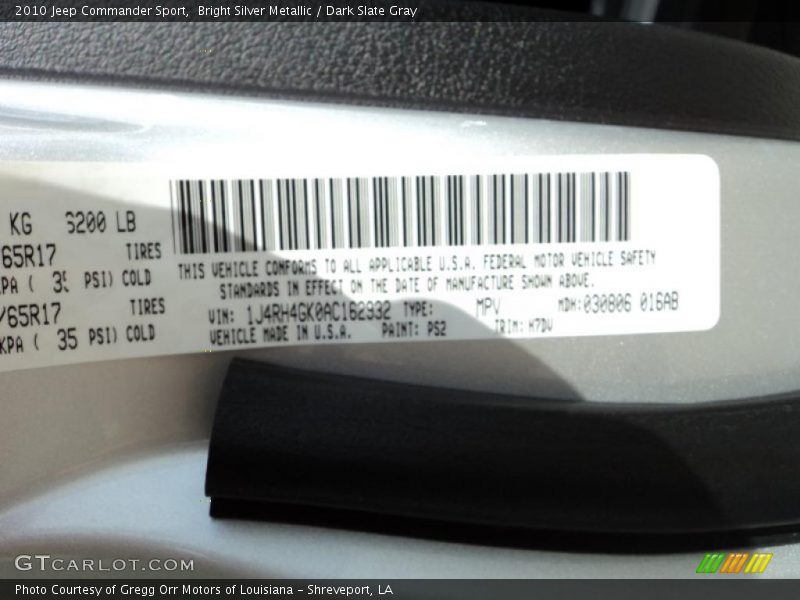 2010 Jeep Commander Sport,  Bright Silver Metallic / Dark Slate Gray
KG 5200 LB
65R17 TIRES
KPA ( 35 PSI) COLD
/65R17 TIRES
KPA ( 35 PSI) COLD
THIS VEHICLE CONFORMS TO ALL APPLICABLE U.S.A. FEDERAL MOTOR VEHICLE SAFETY
STANDARDS IN EFFECT ON THE DATE OF MANUFACTURE SHOWN ABOVE.
VIN: 1J4RH4GK0AC162932 TYPE: MPV MDH:030806 016AB
VEHICLE MADE IN U.S.A. PAINT: PS2 TRIM: H7DV
GTCARLOT.COM
Photo Courtesy of Gregg Orr Motors of Louisiana - Shreveport, LA